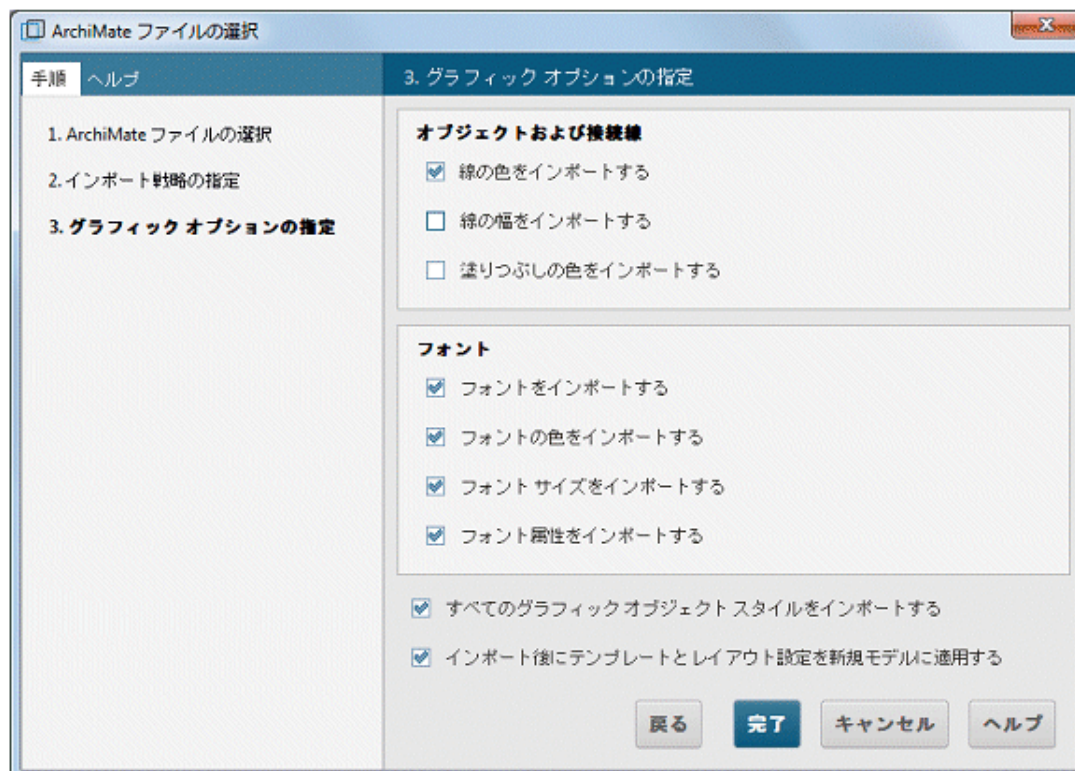 ArchiMate ファイルの選択
手順 ヘルプ
1. ArchiMate ファイルの選択
2. インポート戦略の指定
3. グラフィック オプションの指定
3. グラフィック オプションの指定
オブジェクトおよび接続線
線の色をインポートする
線の幅をインポートする
塗りつぶしの色をインポートする
フォント
フォントをインポートする
フォントの色をインポートする
フォント サイズをインポートする
フォント属性をインポートする
すべてのグラフィック オブジェクト スタイルをインポートする
インポート後にテンプレートとレイアウト設定を新規モデルに適用する
戻る 完了 キャンセル ヘルプ